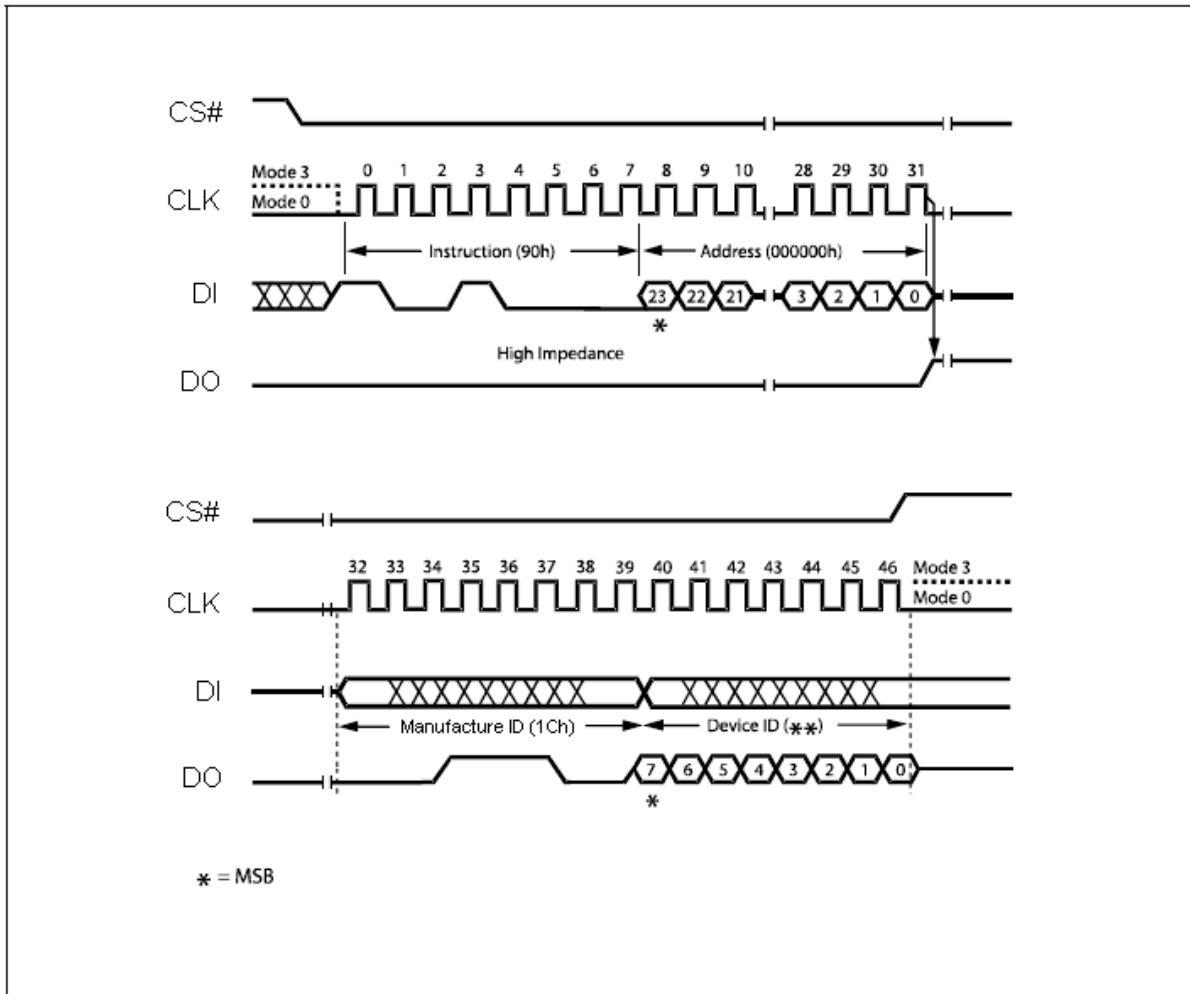 CS#
Mode 3
0 1 2 3 4 5 6 7 8 9 10 28 29 30 31
CLK
Mode 0
Instruction (90h) Address (000000h)
DI 23 22 21 3 2 1 0
*
High Impedance
DO
CS#
32 33 34 35 36 37 38 39 40 41 42 43 44 45 46 Mode 3
CLK
Mode 0
DI
Manufacture ID (1Ch) Device ID (**)
DO 7 6 5 4 3 2 1 0
*
* = MSB